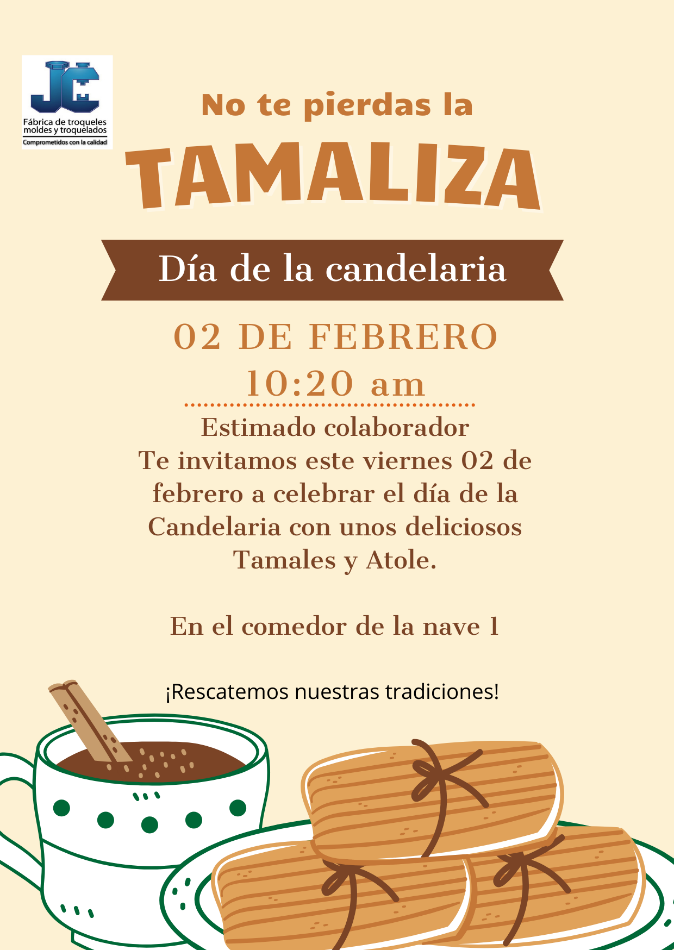 JC
Fábrica de troqueles
moldes y troquelados
Comprometidos con la calidad
No te pierdas la
TAMALIZA
Día de la candelaria
02 DE FEBRERO
10:20 am
Estimado colaborador
Te invitamos este viernes 02 de
febrero a celebrar el día de la
Candelaria con unos deliciosos
Tamales y Atole.
En el comedor de la nave 1
¡Rescatemos nuestras tradiciones!